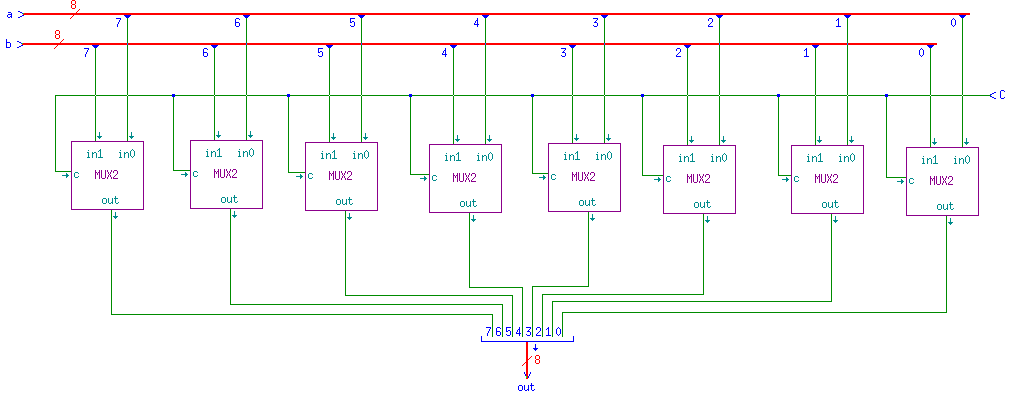 8
a 7 6 5 4 3 2 1 0
8
b 7 6 5 4 3 2 1 0
C
in1 in0 in1 in0 in1 in0 in1 in0 in1 in0 in1 in0 in1 in0 in1 in0
c MUX2 c MUX2 c MUX2 c MUX2 c MUX2 c MUX2 c MUX2 c MUX2
out out out out out out out out
7 6 5 4 3 2 1 0
8
out